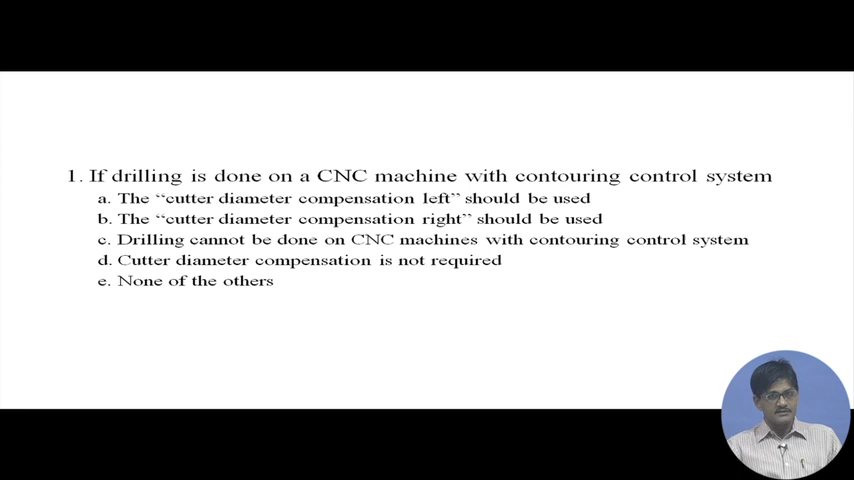 1. If drilling is done on a CNC machine with contouring control system
a. The “cutter diameter compensation left” should be used
b. The “cutter diameter compensation right” should be used
c. Drilling cannot be done on CNC machines with contouring control system
d. Cutter diameter compensation is not required
e. None of the others